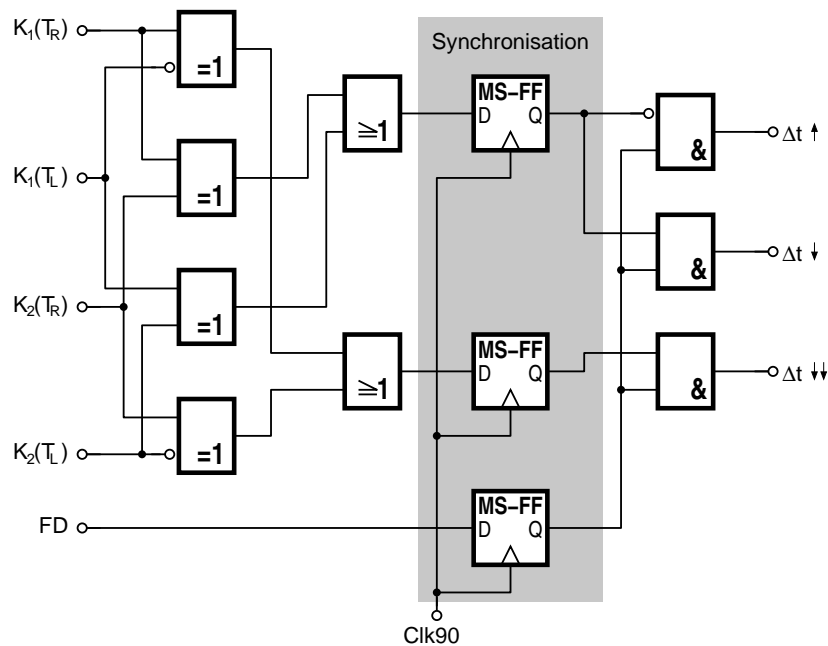 K1(TR)
=1
Synchronisation
MS–FF
D Q
≥1
&
Δt ↑
K1(TL)
=1
&
Δt ↓
K2(TR)
=1
MS–FF
D Q
≥1
&
Δt ↓↓
K2(TL)
=1
FD
MS–FF
D Q
Clk90